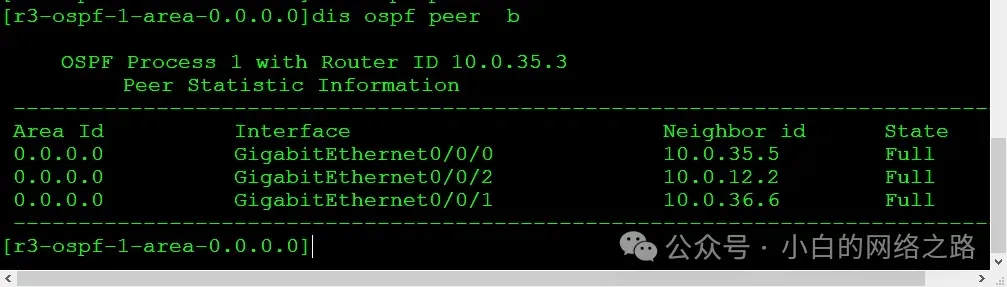 [r3-ospf-1-area-0.0.0.0]dis ospf peer  b
OSPF Process 1 with Router ID 10.0.35.3
Peer Statistic Information
----------------------------------------------------------------------------
Area Id          Interface                        Neighbor id      State
0.0.0.0          GigabitEthernet0/0/0             10.0.35.5        Full
0.0.0.0          GigabitEthernet0/0/2             10.0.12.2        Full
0.0.0.0          GigabitEthernet0/0/1             10.0.36.6        Full
----------------------------------------------------------------------------
[r3-ospf-1-area-0.0.0.0]
公众号 · 小白的网络之路